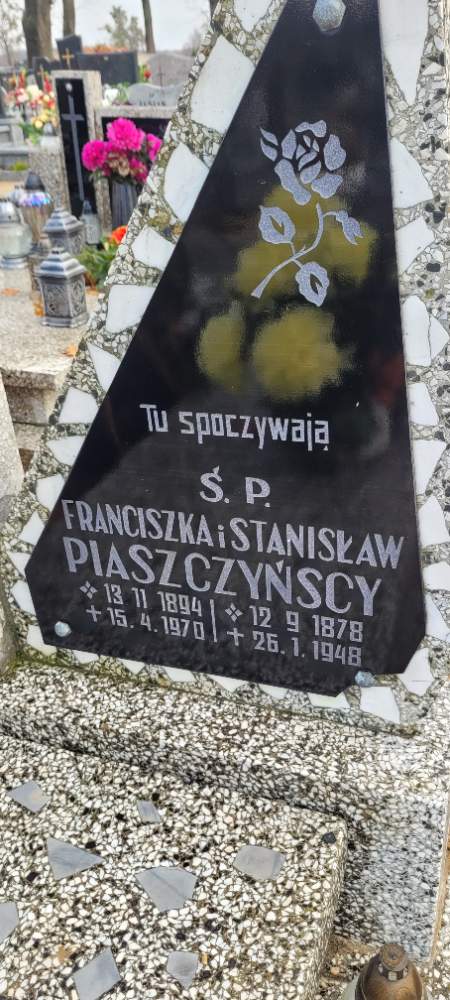 Tu spoczywają
Ś. P.
FRANCISZKA i STANISŁAW
PIASZCZYŃSCY
13 11 1894 | 12 9 1878
+ 15. 4. 1970 | + 26. 1. 1948